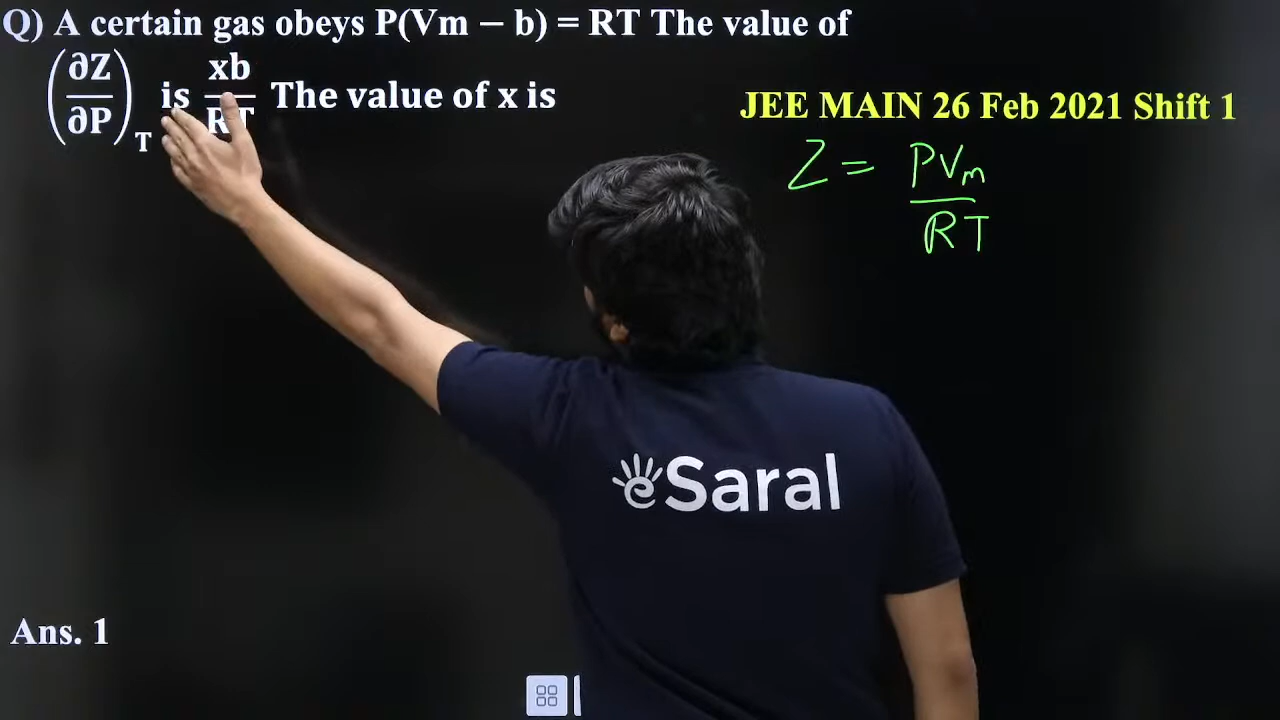 Q) A certain gas obeys P(Vm − b) = RT The value of
(∂Z/∂P)T is xb/RT The value of x is
JEE MAIN 26 Feb 2021 Shift 1
Z = PVm/RT
eSaral
Ans. 1